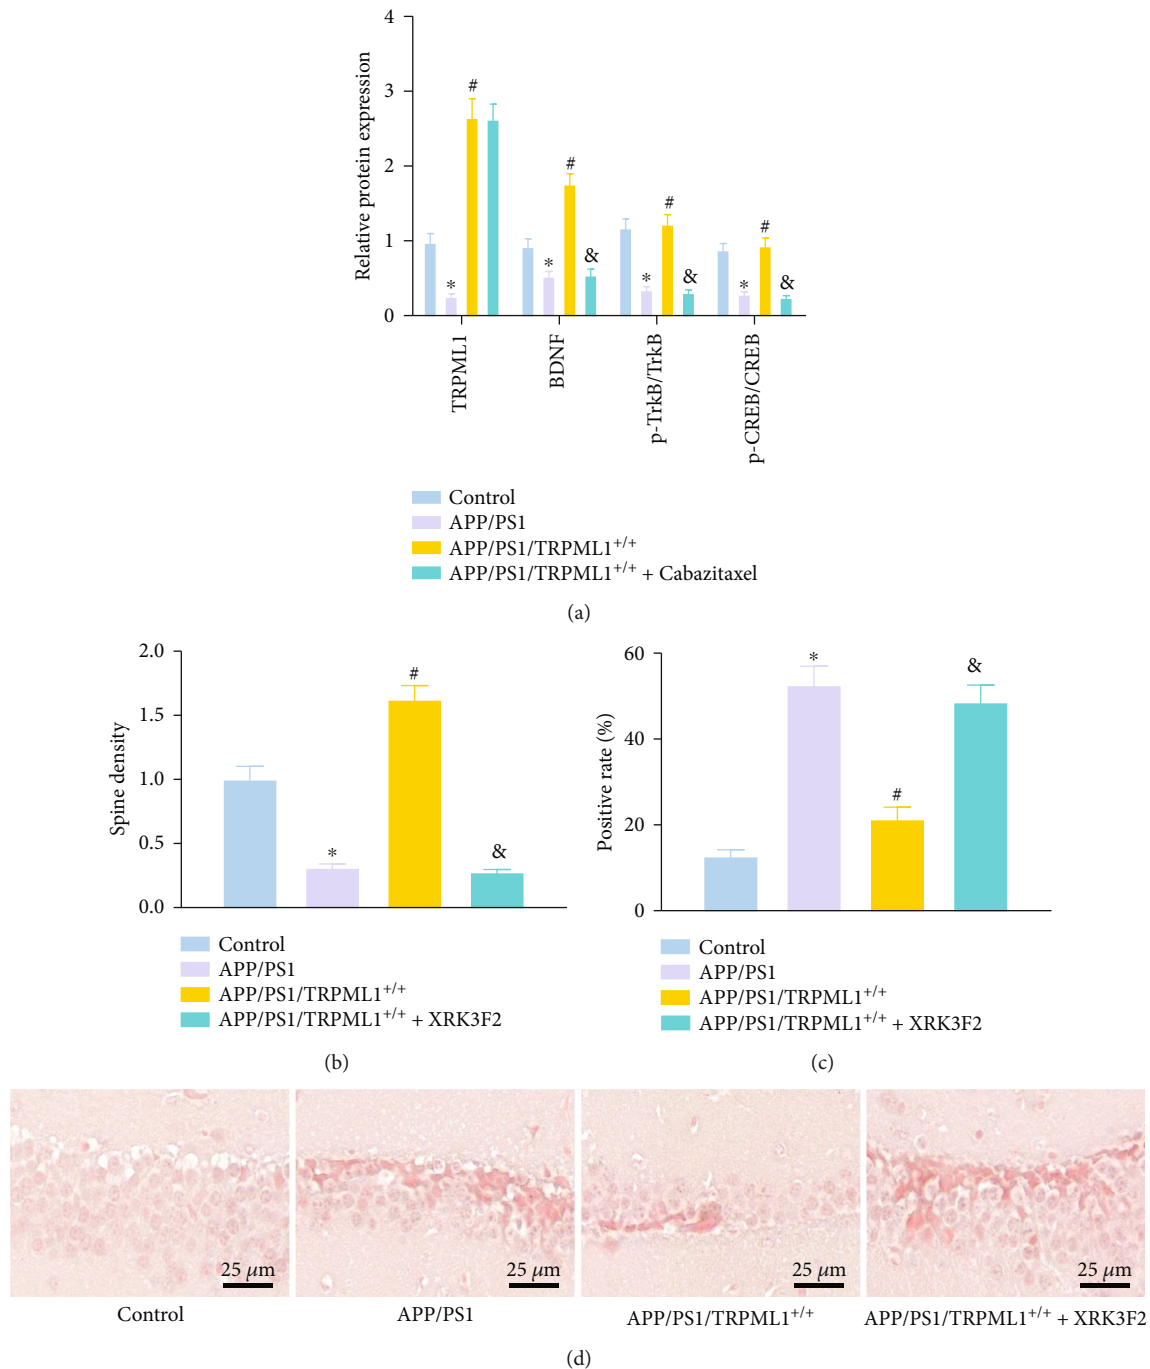 4
3
2
1
0
Relative protein expression
* # * # & * # & * # &
TRPML1
BDNF
p-TrkB/TrkB
p-CREB/CREB
Control
APP/PS1
APP/PS1/TRPML1+/+
APP/PS1/TRPML1+/+ + Cabazitaxel
(a)
2.0
1.5
1.0
0.5
0.0
Spine density
* # &
Control
APP/PS1
APP/PS1/TRPML1+/+
APP/PS1/TRPML1+/+ + XRK3F2
(b)
60
40
20
0
Positive rate (%)
* # &
Control
APP/PS1
APP/PS1/TRPML1+/+
APP/PS1/TRPML1+/+ + XRK3F2
(c)
25 μm 25 μm 25 μm 25 μm
Control APP/PS1 APP/PS1/TRPML1+/+ APP/PS1/TRPML1+/+ + XRK3F2
(d)